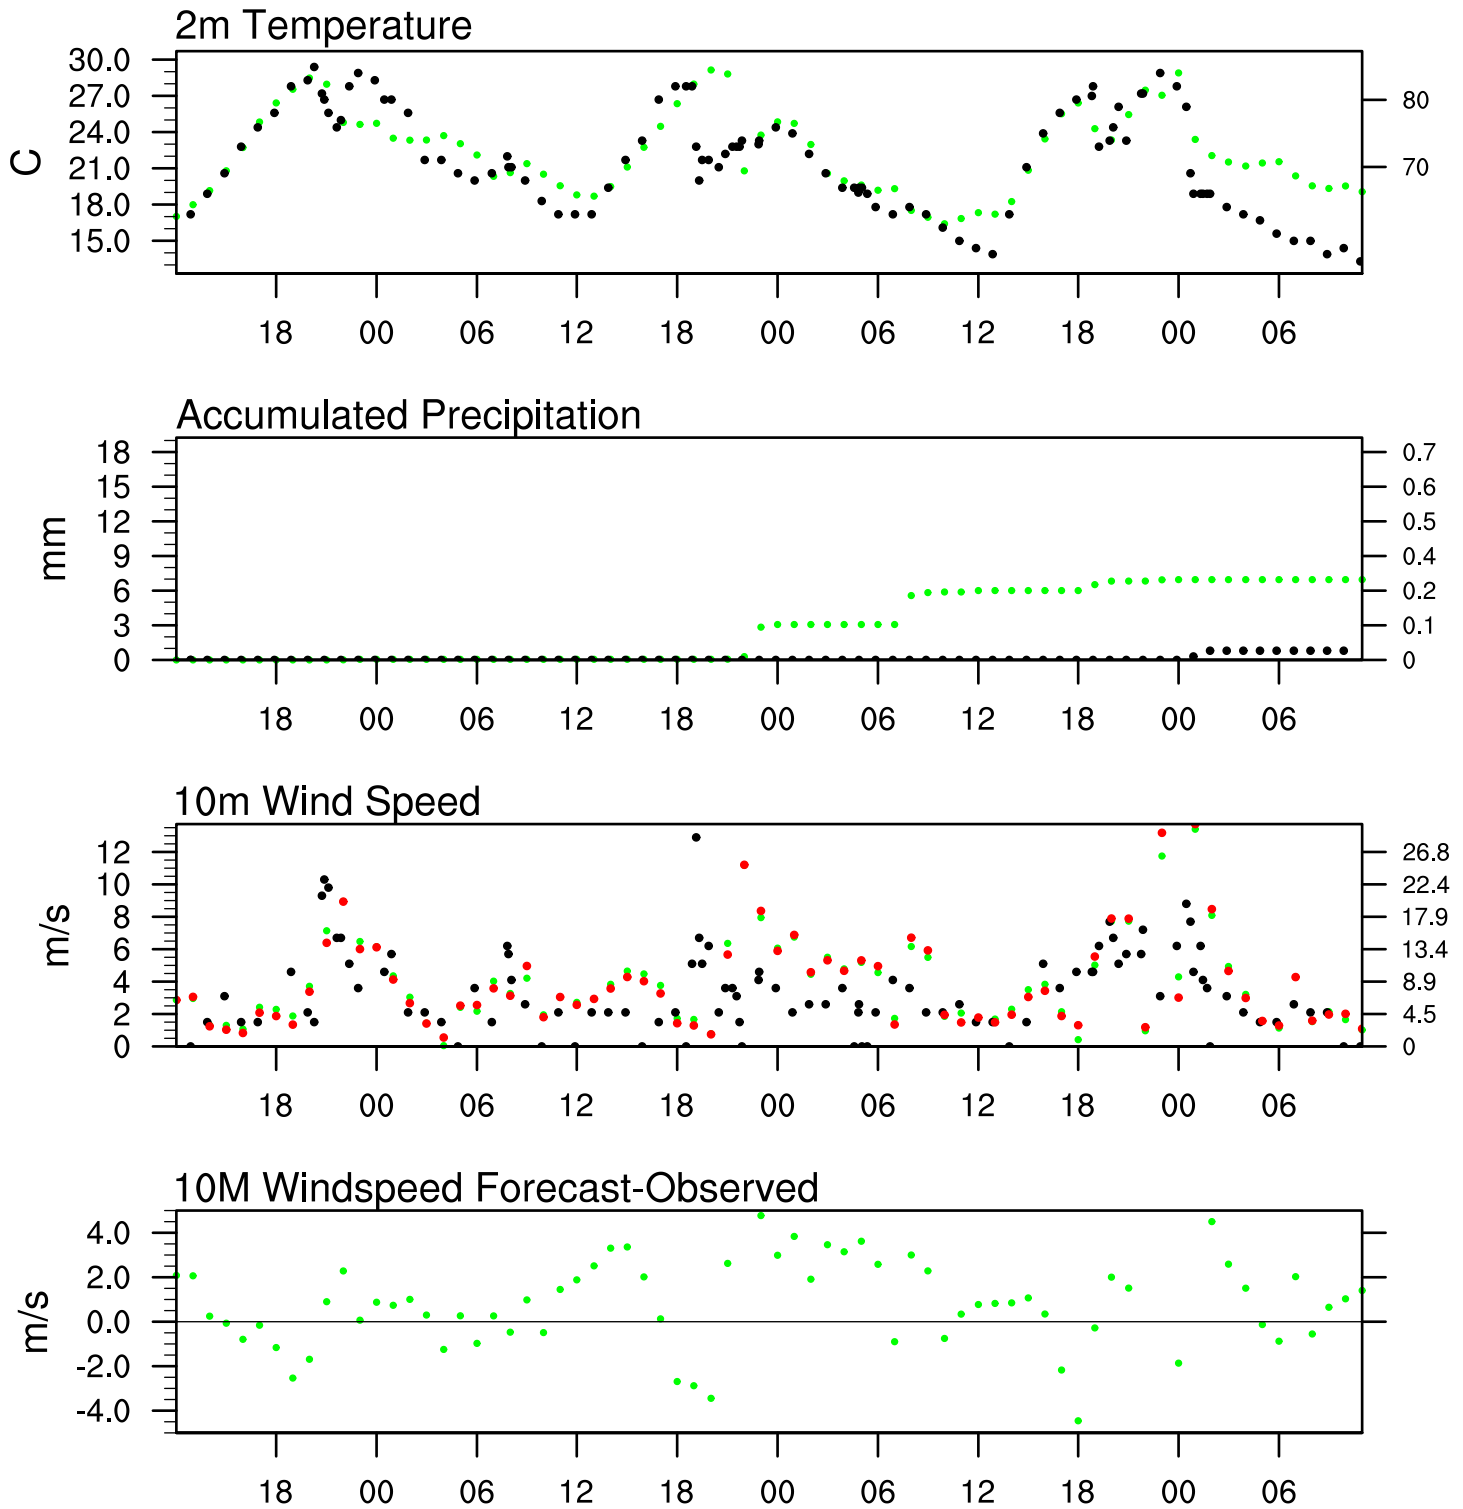 2m Temperature
30.0
27.0 80
24.0
C
21.0 70
18.0
15.0
18 00 06 12 18 00 06 12 18 00 06
Accumulated Precipitation
18 0.7
15 0.6
12 0.5
mm
9 0.4
6 0.2
3 0.1
0 0
18 00 06 12 18 00 06 12 18 00 06
10m Wind Speed
12 26.8
10 22.4
8 17.9
m/s
6 13.4
4 8.9
2 4.5
0 0
18 00 06 12 18 00 06 12 18 00 06
10M Windspeed Forecast-Observed
4.0
2.0
m/s
0.0
-2.0
-4.0
18 00 06 12 18 00 06 12 18 00 06